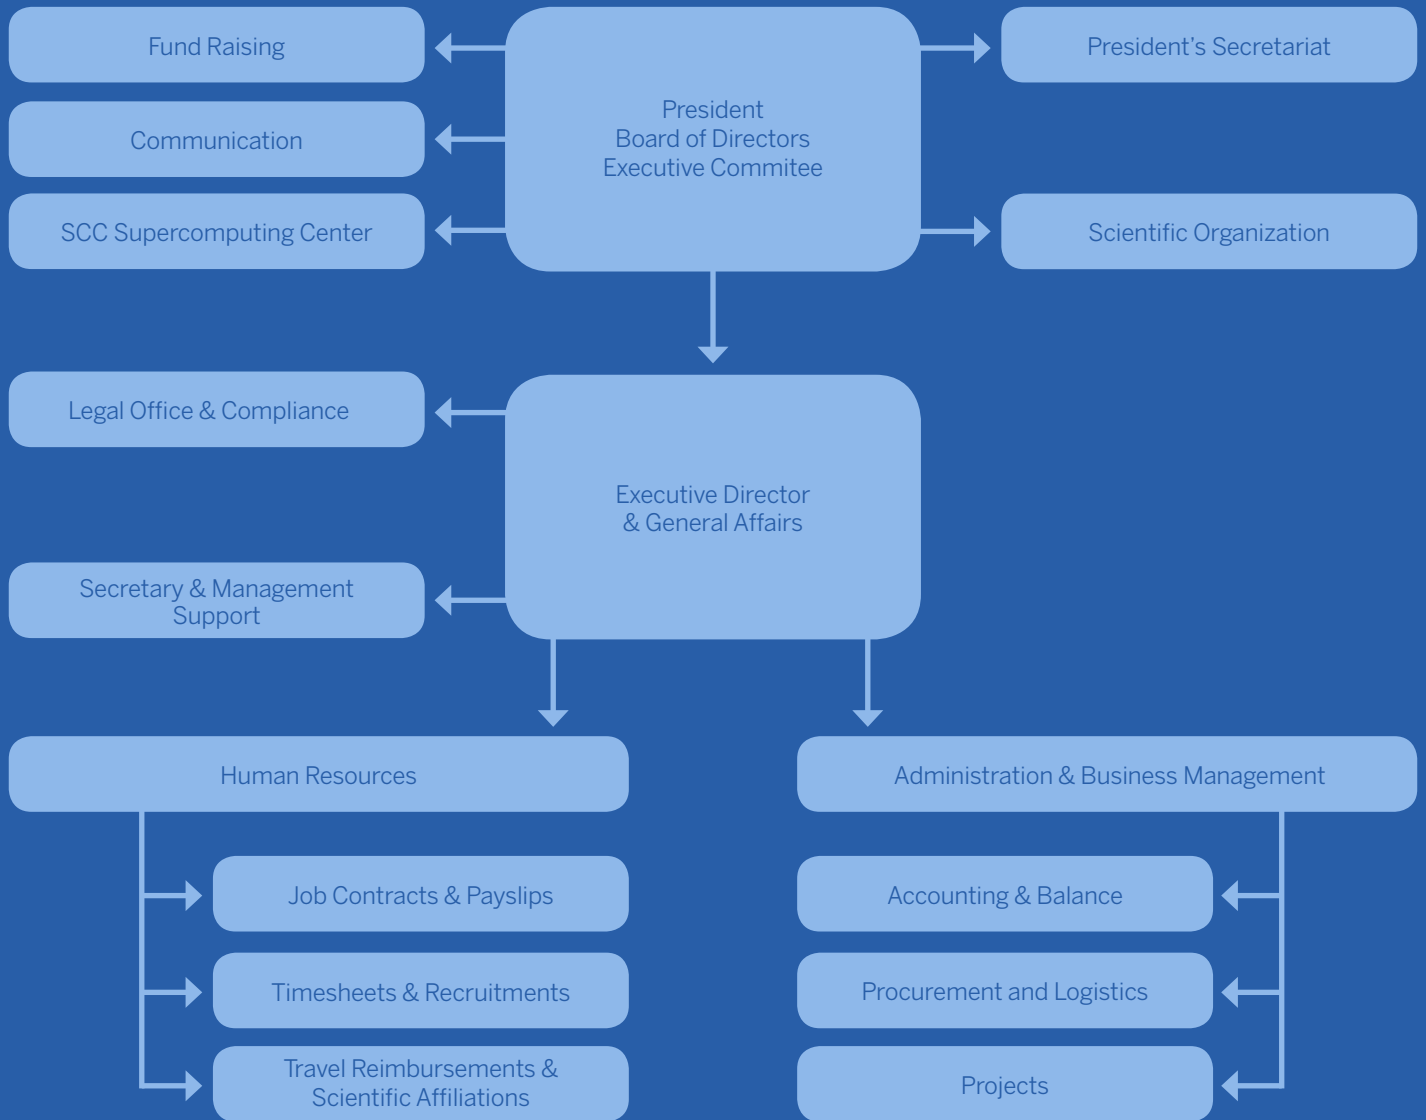 Fund Raising
President’s Secretariat
President
Board of Directors
Executive Commitee
Communication
SCC Supercomputing Center
Scientific Organization
Legal Office & Compliance
Executive Director
& General Affairs
Secretary & Management
Support
Human Resources
Administration & Business Management
Job Contracts & Payslips
Accounting & Balance
Timesheets & Recruitments
Procurement and Logistics
Travel Reimbursements &
Scientific Affiliations
Projects